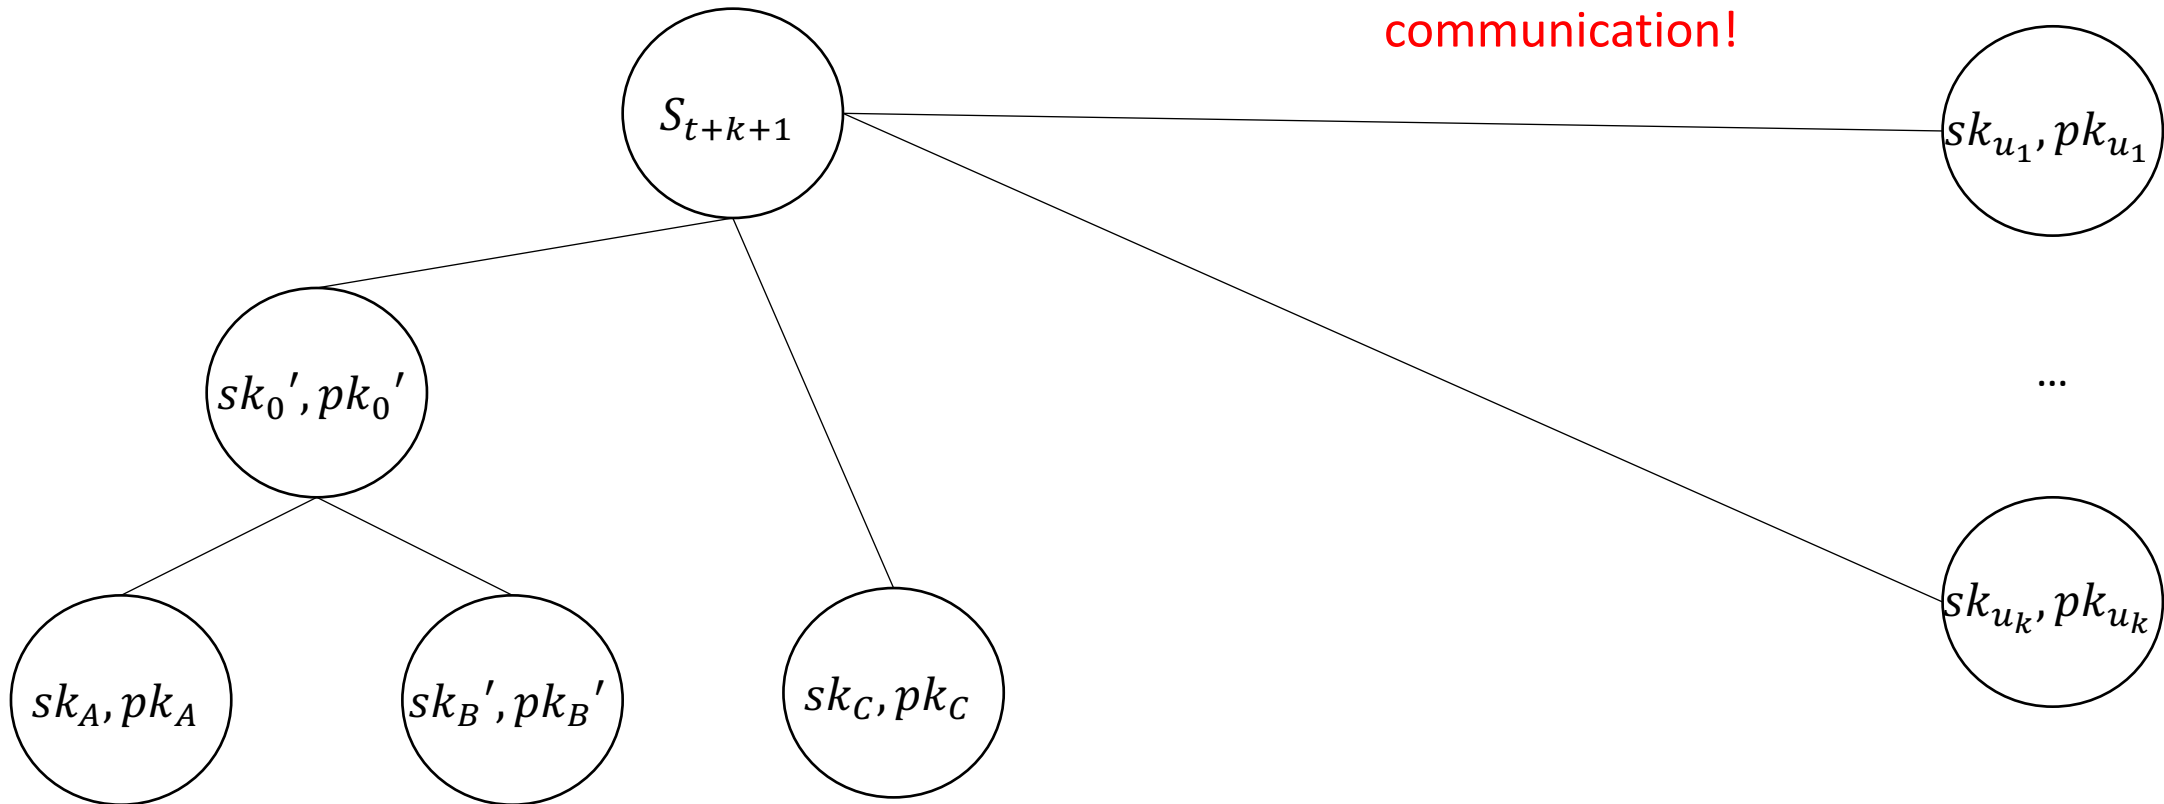 communication!
S_{t+k+1}
sk_{u_1}, pk_{u_1}
sk_0′, pk_0′
...
sk_{u_k}, pk_{u_k}
sk_A, pk_A
sk_B′, pk_B′
sk_C, pk_C